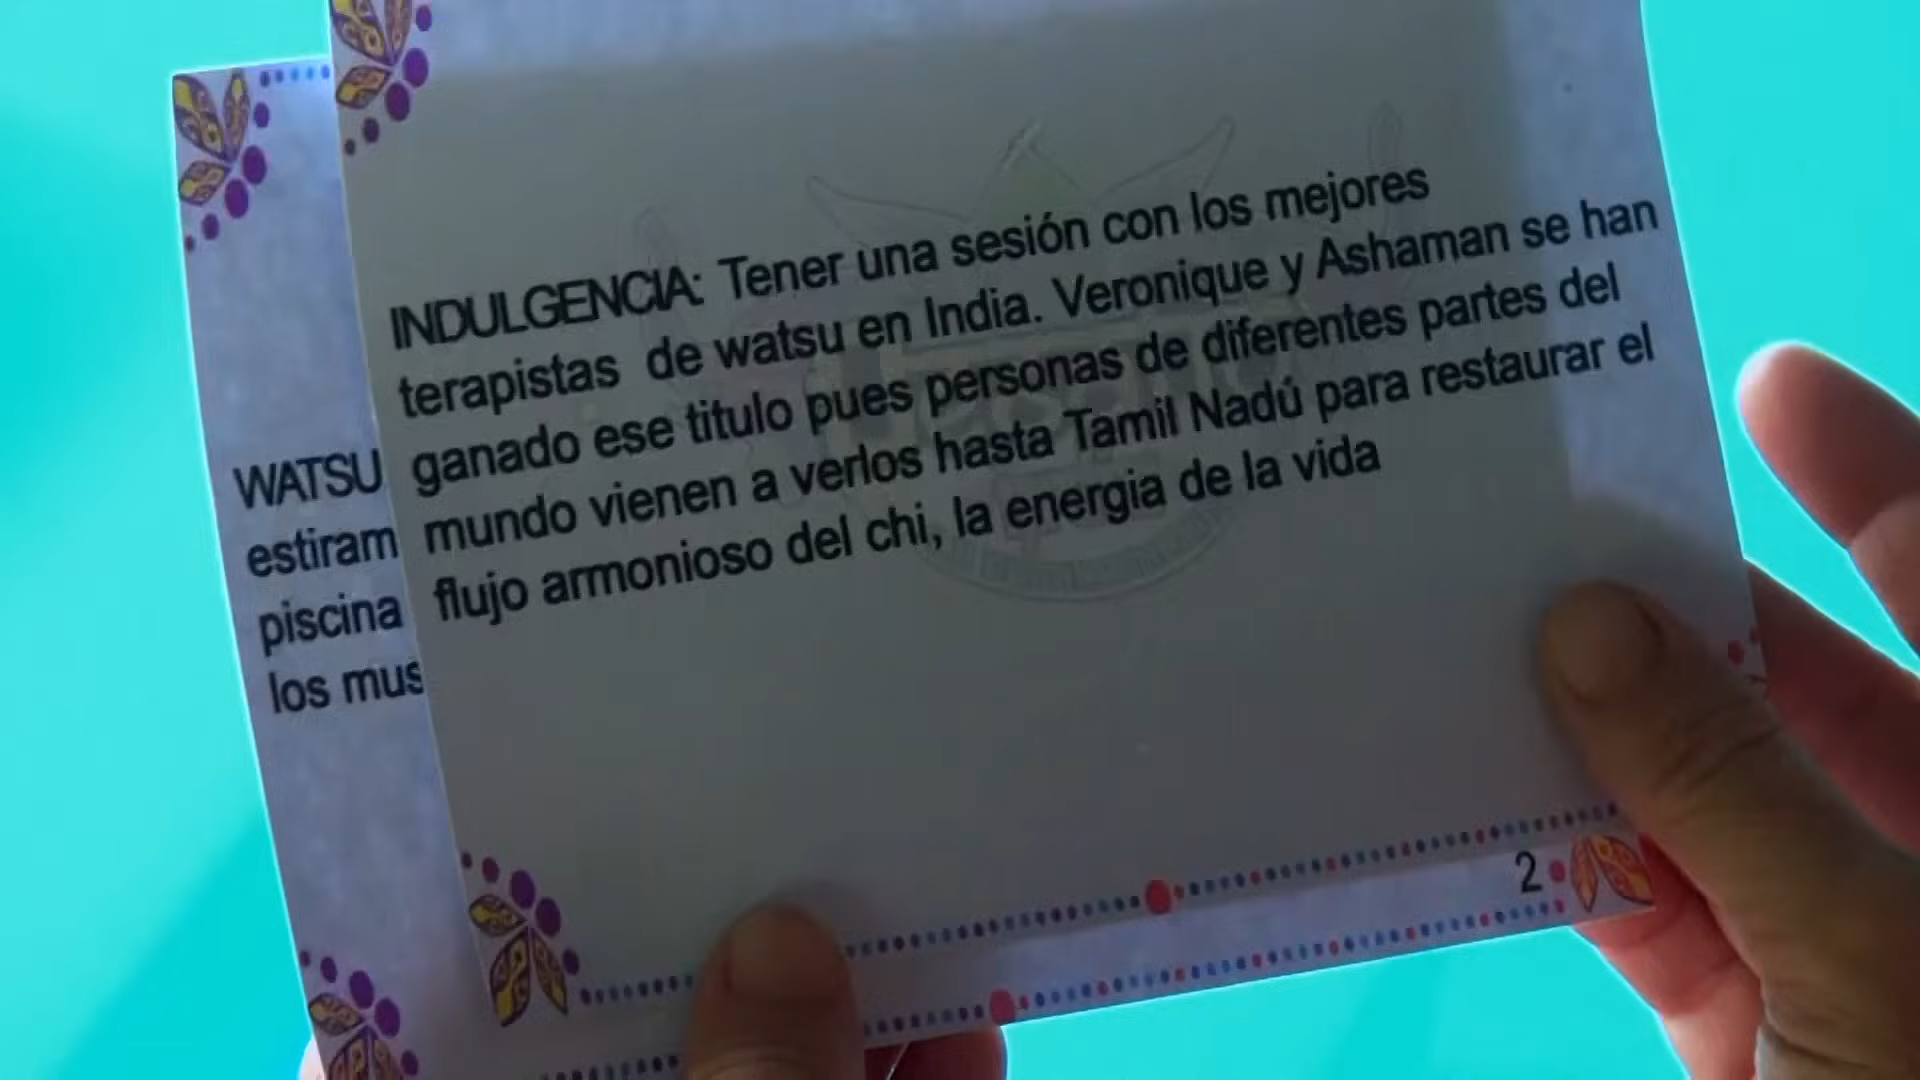 INDULGENCIA: Tener una sesión con los mejores
terapistas de watsu en India. Veronique y Ashaman se han
ganado ese titulo pues personas de diferentes partes del
mundo vienen a verlos hasta Tamil Nadú para restaurar el
flujo armonioso del chi, la energia de la vida
2
WATSU
estiram
piscina
los mus